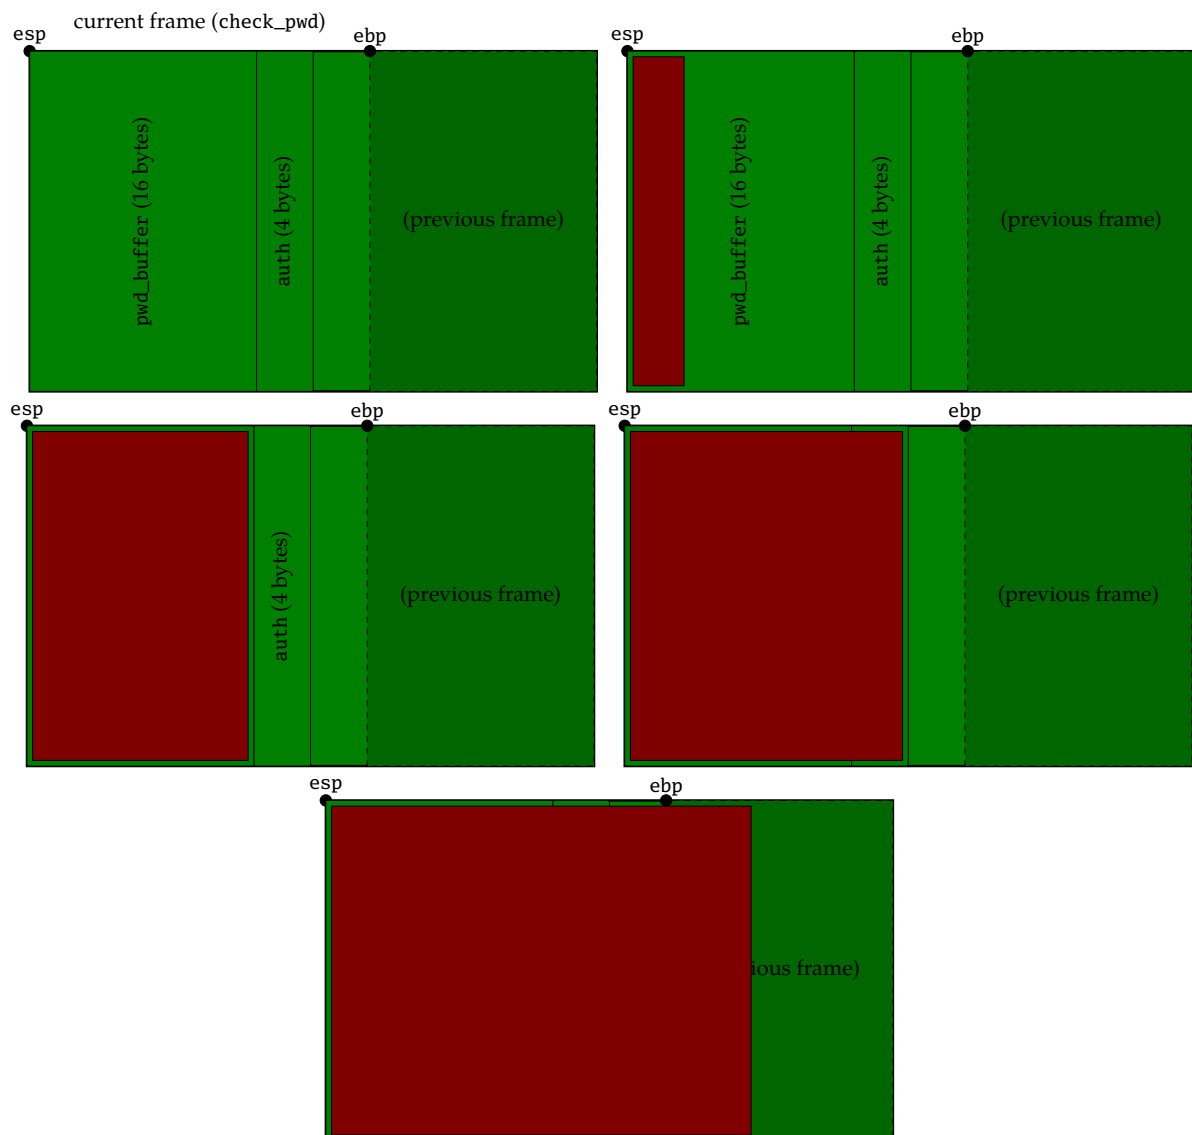 current frame (check_pwd)
esp
ebp
pwd_buffer (16 bytes)
auth (4 bytes)
(previous frame)
esp
ebp
pwd_buffer (16 bytes)
auth (4 bytes)
(previous frame)
esp
ebp
auth (4 bytes)
(previous frame)
esp
ebp
(previous frame)
esp
ebp
ious frame)